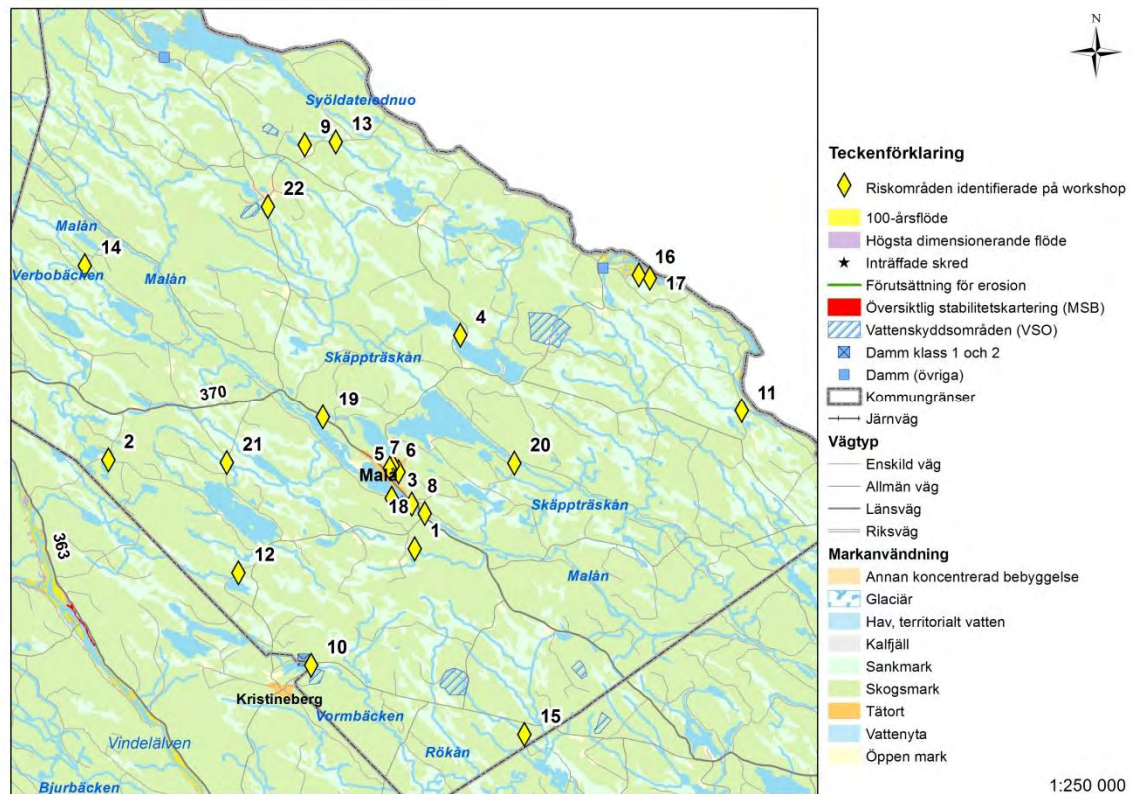 N
Syöldateiednuo
9
13
22
Malån
14
Verbobäcken
Malån
16
17
4
Skäppträskån
370
19
11
2
21
5
7
6
20
Malå
3
8
18
Skäppträskån
1
363
12
Malån
10
Kristineberg
Vormbäcken
15
Vindelälven
Rökån
Bjurbäcken
Teckenförklaring
Riskområden identifierade på workshop
100-årsflöde
Högsta dimensionerande flöde
Inträffade skred
Förutsättning för erosion
Översiktlig stabilitetskartering (MSB)
Vattenskyddsområden (VSO)
Damm klass 1 och 2
Damm (övriga)
Kommungränser
Järnväg
Vägtyp
Enskild väg
Allmän väg
Länsväg
Riksväg
Markanvändning
Annan koncentrerad bebyggelse
Glaciär
Hav, territorialt vatten
Kalfjäll
Sankmark
Skogsmark
Tätort
Vattenyta
Öppen mark
1:250 000